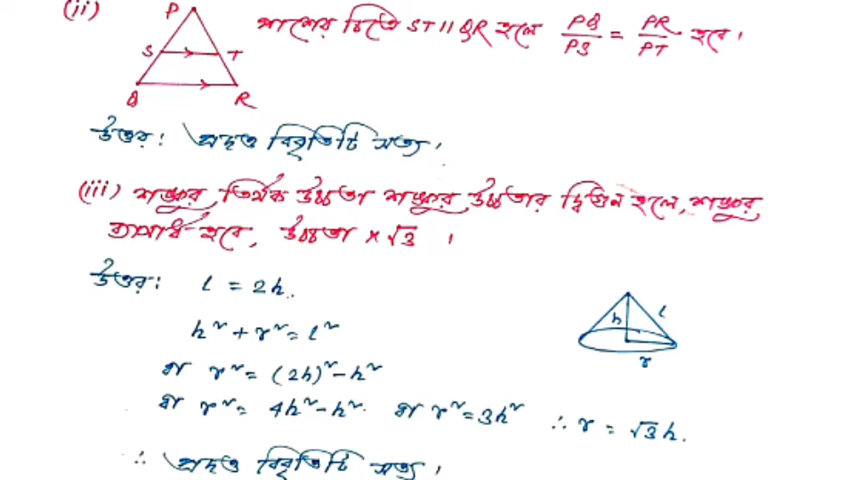 (ii) পাশের চিত্রে ST || QR হলে PQ/PS = PR/PT হবে।
P
S T
Q R
উত্তর: প্রদত্ত বিবৃতিটি সত্য।
(iii) শঙ্কুর তির্যক উচ্চতা শঙ্কুর উচ্চতার দ্বিগুন হলে, শঙ্কুর
ব্যাসার্ধ হবে, উচ্চতা × √3 ।
উত্তর: l = 2h.
h² + r² = l²
বা r² = (2h)² - h²
বা r² = 4h² - h² বা r² = 3h² ∴ r = √3h.
h l
r
∴ প্রদত্ত বিবৃতিটি সত্য।